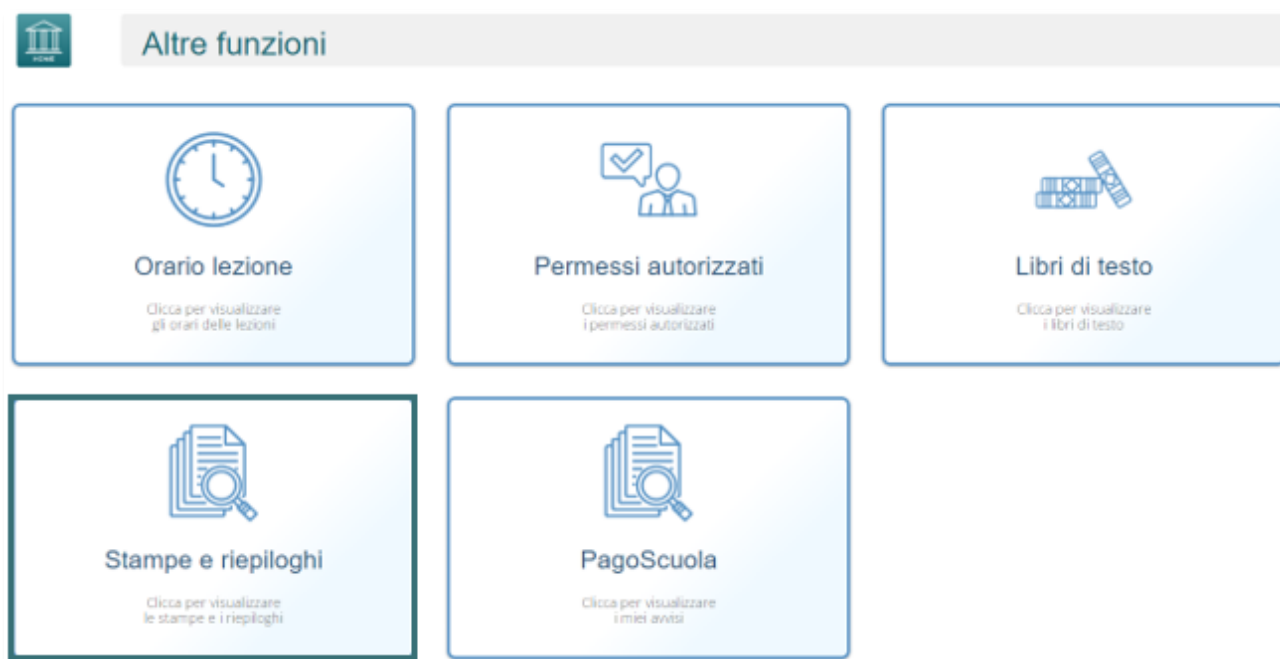 HOME
Altre funzioni
Orario lezione
Clicca per visualizzare
gli orari delle lezioni
Permessi autorizzati
Clicca per visualizzare
i permessi autorizzati
Libri di testo
Clicca per visualizzare
i libri di testo
Stampe e riepiloghi
Clicca per visualizzare
le stampe e i riepiloghi
PagoScuola
Clicca per visualizzare
i miei avvisi